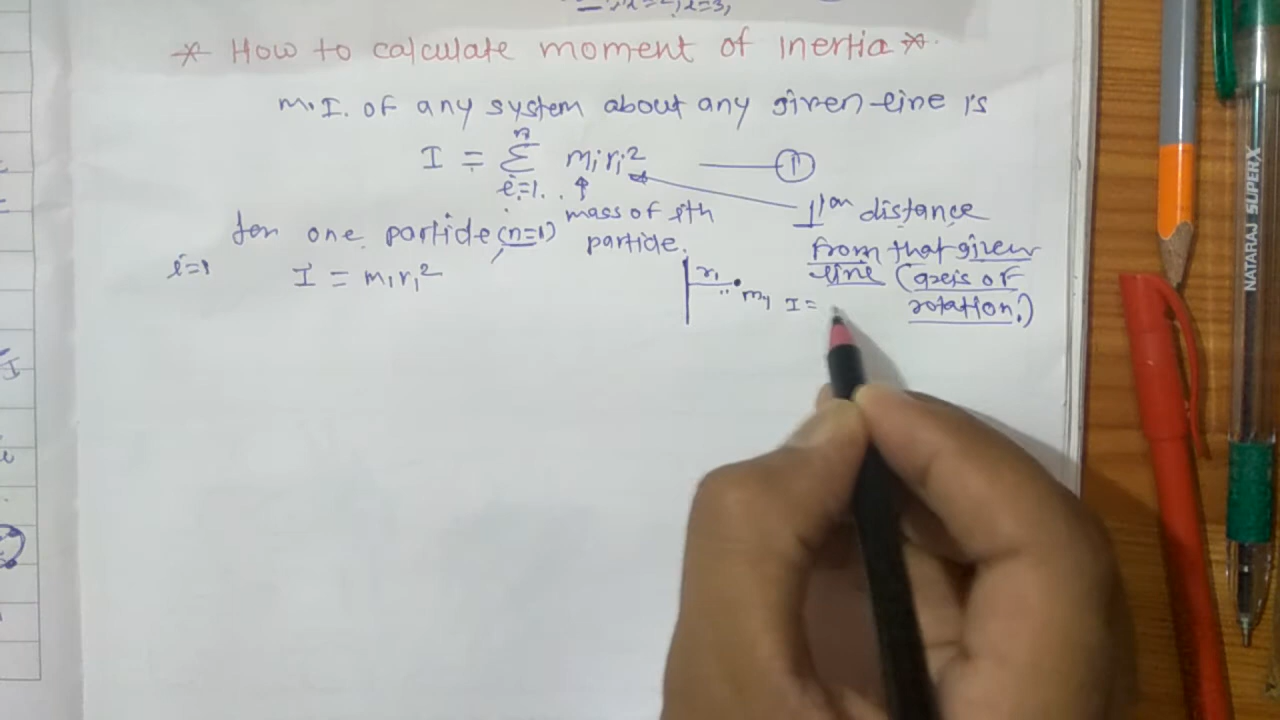 * How to calculate moment of Inertia *
M.I. of any system about any given line is
I = Σ mᵢrᵢ² ——— ①
n
i=1
mass of ith
particle.
⊥lar distance
from that given
line (axis of
rotation.)
for one particle (n=1)
i=1 I = m₁r₁²
r₁
m₁ I =
NATARAJ SUPERX